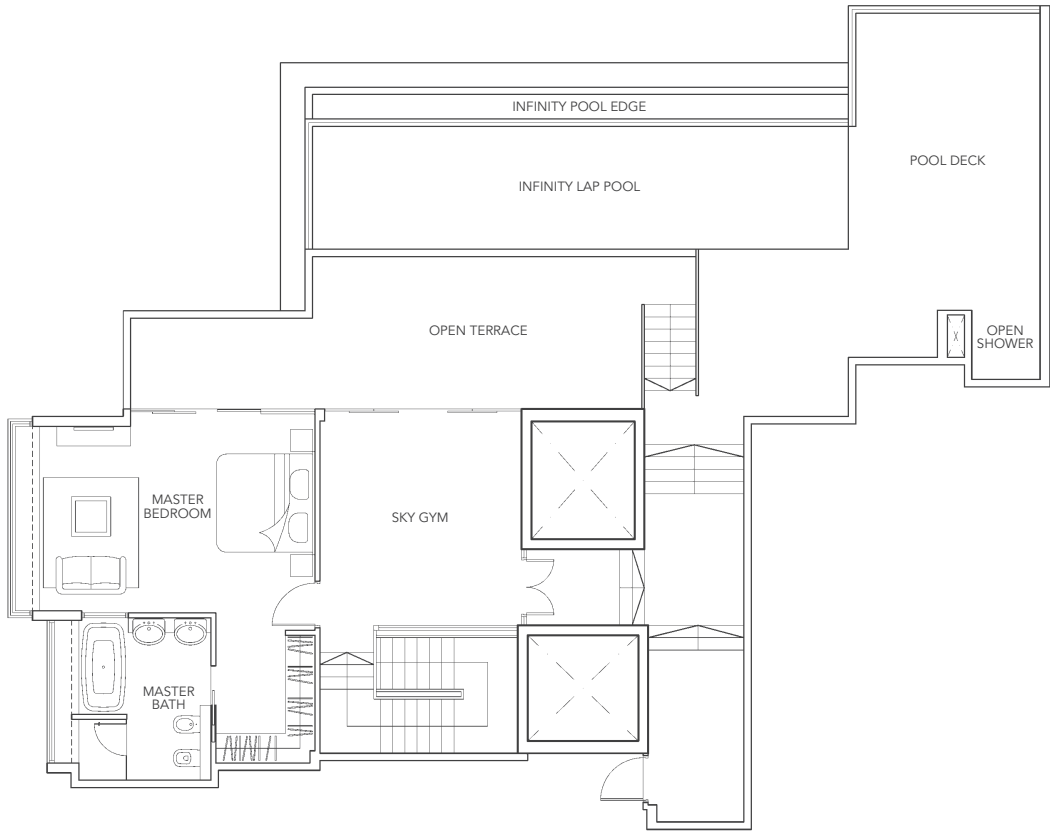 INFINITY POOL EDGE
POOL DECK
INFINITY LAP POOL
OPEN TERRACE
OPEN
SHOWER
MASTER
BEDROOM
SKY GYM
MASTER
BATH